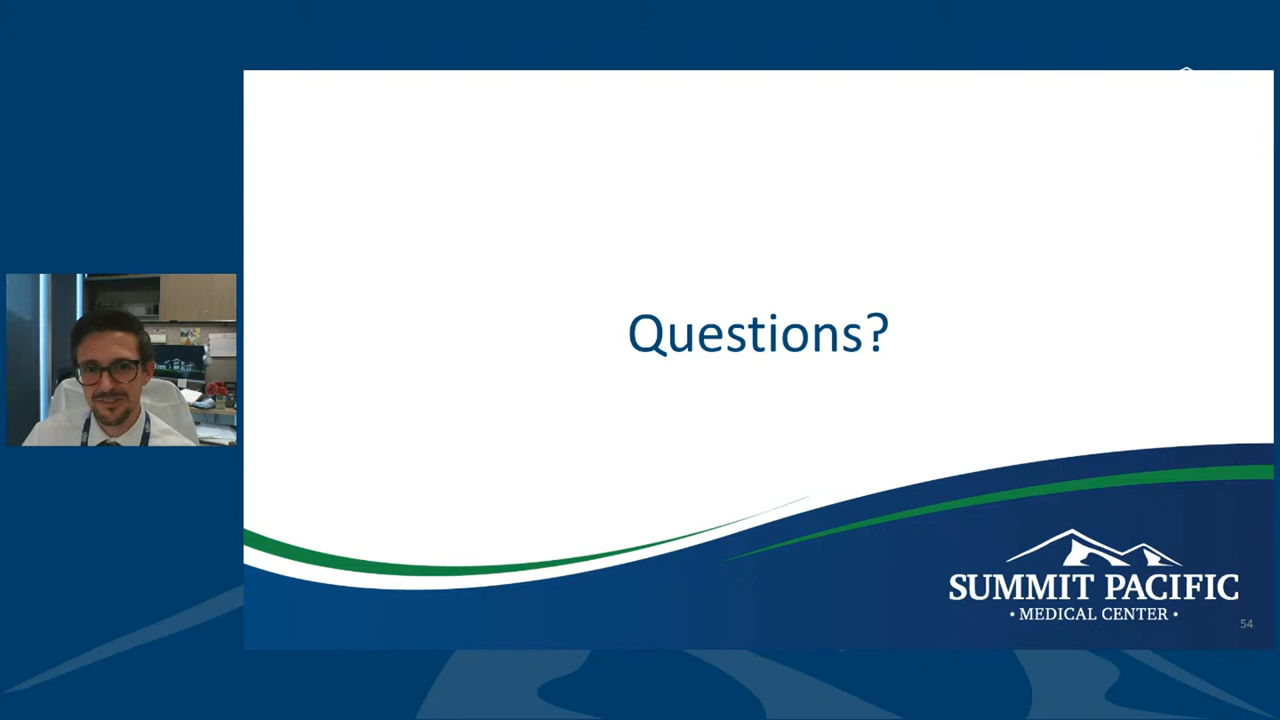 Questions?
SUMMIT PACIFIC
• MEDICAL CENTER •
54